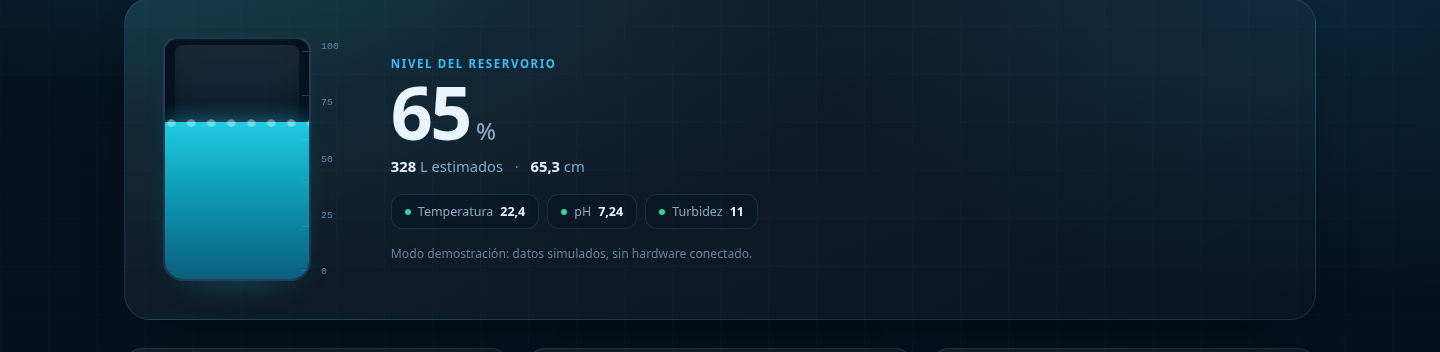 100
75
50
25
0
NIVEL DEL RESERVORIO
65 %
328 L estimados · 65,3 cm
Temperatura 22,4 pH 7,24 Turbidez 11
Modo demostración: datos simulados, sin hardware conectado.